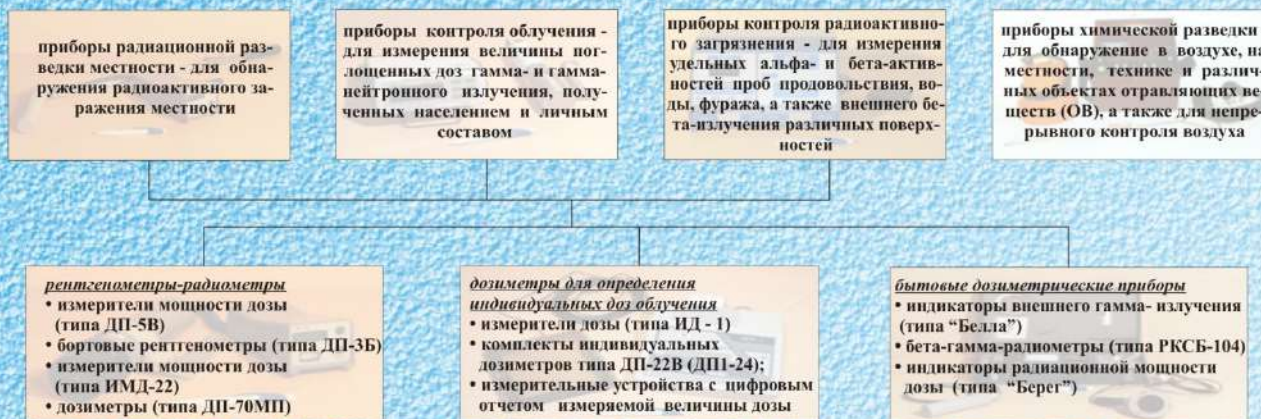 приборы радиационной раз-
ведки местности - для обна-
ружения радиоактивного за-
ражения местности
приборы контроля облучения -
для измерения величины пог-
лощенных доз гамма- и гамма-
нейтронного излучения, полу-
ченных населением и личным
составом
приборы контроля радиоактивно-
го загрязнения - для измерения
удельных альфа- и бета-актив-
ностей проб продовольствия, во-
ды, фуража, а также внешнего бе-
та-излучения различных поверх-
ностей
приборы химической разведки
для обнаружение в воздухе, на
местности, технике и различ-
ных объектах отравляющих ве-
ществ (ОВ), а также для непре-
рывного контроля воздуха
рентгенометры-радиометры
• измерители мощности дозы
(типа ДП-5В)
• бортовые рентгенометры (типа ДП-3Б)
• измерители мощности дозы
(типа ИМД-22)
• дозиметры (типа ДП-70МП)
дозиметры для определения
индивидуальных доз облучения
• измерители дозы (типа ИД - 1)
• комплекты индивидуальных
дозиметров типа ДП-22В (ДП1-24);
• измерительные устройства с цифровым
отчетом измеряемой величины дозы
бытовые дозиметрические приборы
• индикаторы внешнего гамма- излучения
(типа “Белла”)
• бета-гамма-радиометры (типа РКСБ-104)
• индикаторы радиационной мощности
дозы (типа “Берег”)